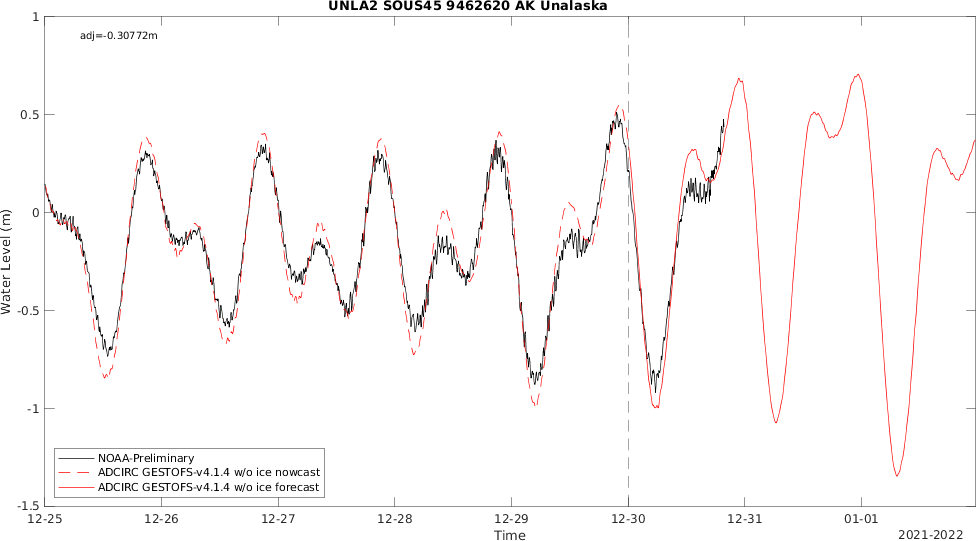 UNLA2 SOUS45 9462620 AK Unalaska
adj=-0.30772m
1
0.5
0
-0.5
-1
-1.5
Water Level (m)
NOAA-Preliminary
ADCIRC GESTOFS-v4.1.4 w/o ice nowcast
ADCIRC GESTOFS-v4.1.4 w/o ice forecast
12-25 12-26 12-27 12-28 12-29 12-30 12-31 01-01
Time
2021-2022